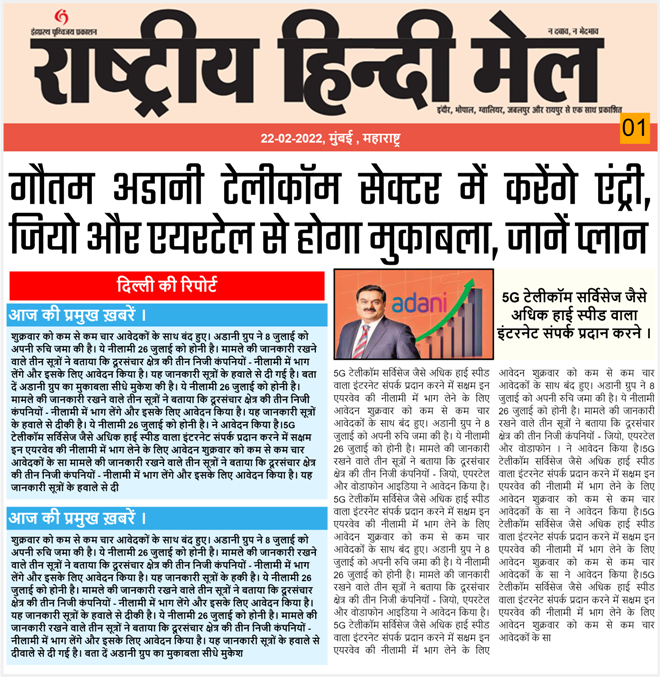 इंद्रप्रस्थ पृथ्विजय प्रकाशन
न दबाव, न भेदभाव
राष्ट्रीय हिन्दी मेल
इंदौर, भोपाल, ग्वालियर, जबलपुर और रायपुर से एक साथ प्रकाशित
01
22-02-2022, मुंबई , महाराष्ट्र
गौतम अडानी टेलीकॉम सेक्टर में करेंगे एंट्री,
जियो और एयरटेल से होगा मुकाबला, जानें प्लान
दिल्ली की रिपोर्ट
आज की प्रमुख ख़बरें ।
शुक्रवार को कम से कम चार आवेदकों के साथ बंद हुए। अडानी ग्रुप ने 8 जुलाई को
अपनी रुचि जमा की है। ये नीलामी 26 जुलाई को होनी है। मामले की जानकारी रखने
वाले तीन सूत्रों ने बताया कि दूरसंचार क्षेत्र की तीन निजी कंपनियों - नीलामी में भाग
लेंगे और इसके लिए आवेदन किया है। यह जानकारी सूत्रों के हवाले से दी गई है। बता
दें अडानी ग्रुप का मुकाबला सीधे मुकेश की है। ये नीलामी 26 जुलाई को होनी है।
मामले की जानकारी रखने वाले तीन सूत्रों ने बताया कि दूरसंचार क्षेत्र की तीन निजी
कंपनियों - नीलामी में भाग लेंगे और इसके लिए आवेदन किया है। यह जानकारी सूत्रों
के हवाले से दीकी है। ये नीलामी 26 जुलाई को होनी है। ने आवेदन किया है।5G
टेलीकॉम सर्विसेज जैसे अधिक हाई स्पीड वाला इंटरनेट संपर्क प्रदान करने में सक्षम
इन एयरवेव की नीलामी में भाग लेने के लिए आवेदन शुक्रवार को कम से कम चार
आवेदकों के सा मामले की जानकारी रखने वाले तीन सूत्रों ने बताया कि दूरसंचार क्षेत्र
की तीन निजी कंपनियों - नीलामी में भाग लेंगे और इसके लिए आवेदन किया है। यह
जानकारी सूत्रों के हवाले से दी
आज की प्रमुख ख़बरें ।
शुक्रवार को कम से कम चार आवेदकों के साथ बंद हुए। अडानी ग्रुप ने 8 जुलाई को
अपनी रुचि जमा की है। ये नीलामी 26 जुलाई को होनी है। मामले की जानकारी रखने
वाले तीन सूत्रों ने बताया कि दूरसंचार क्षेत्र की तीन निजी कंपनियों - नीलामी में भाग
लेंगे और इसके लिए आवेदन किया है। यह जानकारी सूत्रों के हकी है। ये नीलामी 26
जुलाई को होनी है। मामले की जानकारी रखने वाले तीन सूत्रों ने बताया कि दूरसंचार
क्षेत्र की तीन निजी कंपनियों - नीलामी में भाग लेंगे और इसके लिए आवेदन किया है।
यह जानकारी सूत्रों के हवाले से दीकी है। ये नीलामी 26 जुलाई को होनी है। मामले की
जानकारी रखने वाले तीन सूत्रों ने बताया कि दूरसंचार क्षेत्र की तीन निजी कंपनियों -
नीलामी में भाग लेंगे और इसके लिए आवेदन किया है। यह जानकारी सूत्रों के हवाले से
दीवाले से दी गई है। बता दें अडानी ग्रुप का मुकाबला सीधे मुकेश
adani
5G टेलीकॉम सर्विसेज जैसे
अधिक हाई स्पीड वाला
इंटरनेट संपर्क प्रदान करने ।
5G टेलीकॉम सर्विसेज जैसे अधिक हाई स्पीड
वाला इंटरनेट संपर्क प्रदान करने में सक्षम इन
एयरवेव की नीलामी में भाग लेने के लिए
आवेदन शुक्रवार को कम से कम चार
आवेदकों के साथ बंद हुए। अडानी ग्रुप ने 8
जुलाई को अपनी रुचि जमा की है। ये नीलामी
26 जुलाई को होनी है। मामले की जानकारी
रखने वाले तीन सूत्रों ने बताया कि दूरसंचार
क्षेत्र की तीन निजी कंपनियों - जियो, एयरटेल
और वोडाफोन आइडिया ने आवेदन किया है।
5G टेलीकॉम सर्विसेज जैसे अधिक हाई स्पीड
वाला इंटरनेट संपर्क प्रदान करने में सक्षम इन
एयरवेव की नीलामी में भाग लेने के लिए
आवेदन शुक्रवार को कम से कम चार
आवेदकों के साथ बंद हुए। अडानी ग्रुप ने 8
जुलाई को अपनी रुचि जमा की है। ये नीलामी
26 जुलाई को होनी है। मामले की जानकारी
रखने वाले तीन सूत्रों ने बताया कि दूरसंचार
क्षेत्र की तीन निजी कंपनियों - जियो, एयरटेल
और वोडाफोन आइडिया ने आवेदन किया है।
5G टेलीकॉम सर्विसेज जैसे अधिक हाई स्पीड
वाला इंटरनेट संपर्क प्रदान करने में सक्षम इन
एयरवेव की नीलामी में भाग लेने के लिए
आवेदन शुक्रवार को कम से कम चार
आवेदकों के साथ बंद हुए। अडानी ग्रुप ने 8
जुलाई को अपनी रुचि जमा की है। ये नीलामी
26 जुलाई को होनी है। मामले की जानकारी
रखने वाले तीन सूत्रों ने बताया कि दूरसंचार
क्षेत्र की तीन निजी कंपनियों - जियो, एयरटेल
और वोडाफोन । ने आवेदन किया है।5G
टेलीकॉम सर्विसेज जैसे अधिक हाई स्पीड वाला
इंटरनेट संपर्क प्रदान करने में सक्षम इन
एयरवेव की नीलामी में भाग लेने के लिए
आवेदन शुक्रवार को कम से कम चार
आवेदकों के सा ने आवेदन किया है।5G
टेलीकॉम सर्विसेज जैसे अधिक हाई स्पीड वाला
इंटरनेट संपर्क प्रदान करने में सक्षम इन
एयरवेव की नीलामी में भाग लेने के लिए
आवेदन शुक्रवार को कम से कम चार
आवेदकों के सा ने आवेदन किया है।5G
टेलीकॉम सर्विसेज जैसे अधिक हाई स्पीड वाला
इंटरनेट संपर्क प्रदान करने में सक्षम इन
एयरवेव की नीलामी में भाग लेने के लिए
आवेदन शुक्रवार को कम से कम चार
आवेदकों के सा